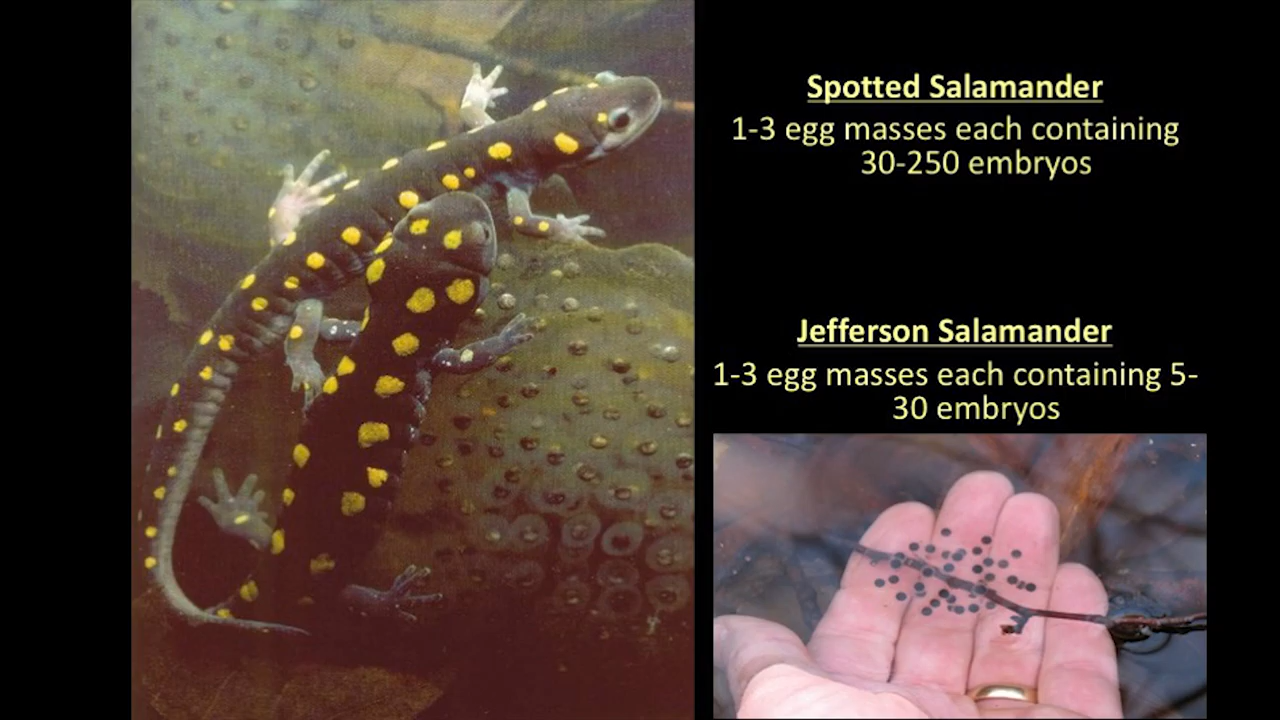 Spotted Salamander
1-3 egg masses each containing
30-250 embryos
Jefferson Salamander
1-3 egg masses each containing 5-
30 embryos